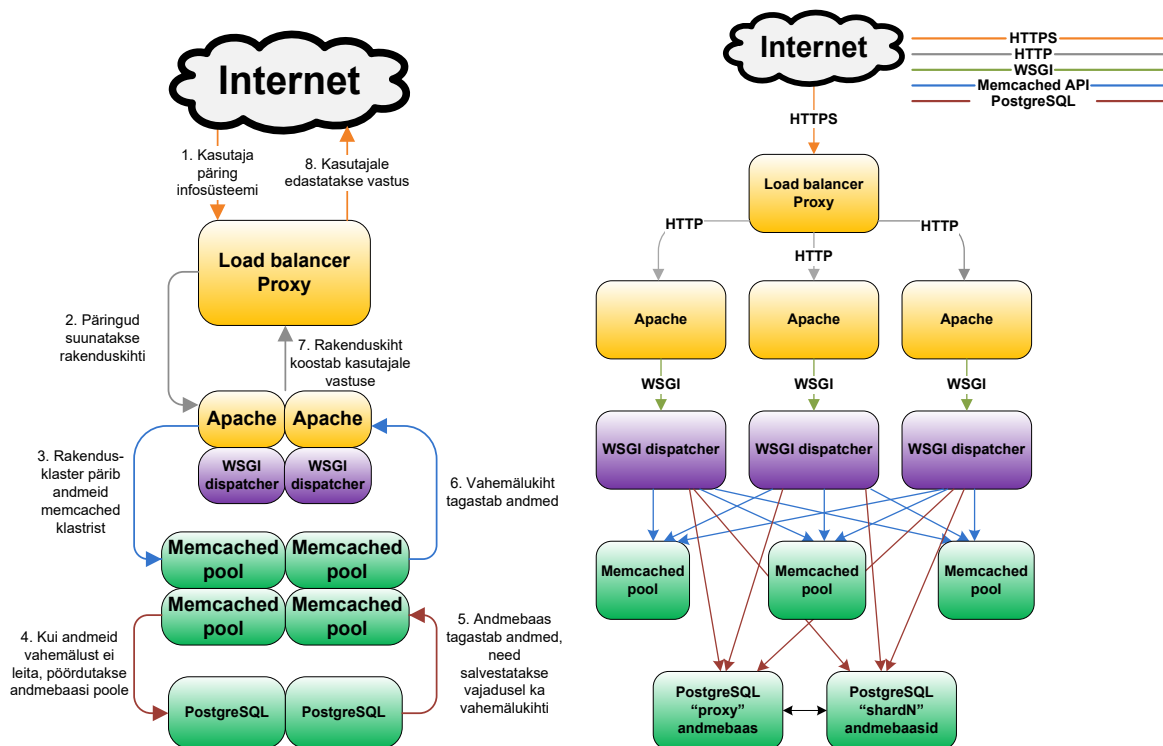 Internet
1. Kasutaja
päring
infosüsteemi
8. Kasutajale
edastatakse vastus
Load balancer
Proxy
2. Päringud
suunatakse
rakenduskihti
7. Rakenduskiht
koostab kasutajale
vastuse
Apache
Apache
WSGI
dispatcher
WSGI
dispatcher
3. Rakendus-
klaster pärib
andmeid
memcached
klastrist
6. Vahemälukiht
tagastab andmed
Memcached
pool
Memcached
pool
Memcached
pool
Memcached
pool
4. Kui andmeid
vahemälust ei
leita, pöördutakse
andmebaasi poole
5. Andmebaas
tagastab andmed,
need
salvestatakse
vajadusel ka
vahemälukihti
PostgreSQL
PostgreSQL
Internet
HTTPS
HTTP
WSGI
Memcached API
PostgreSQL
HTTPS
Load balancer
Proxy
HTTP
HTTP
HTTP
Apache
Apache
Apache
WSGI
WSGI
WSGI
WSGI dispatcher
WSGI dispatcher
WSGI dispatcher
Memcached
pool
Memcached
pool
Memcached
pool
PostgreSQL
“proxy”
andmebaas
PostgreSQL
“shardN”
andmebaasid